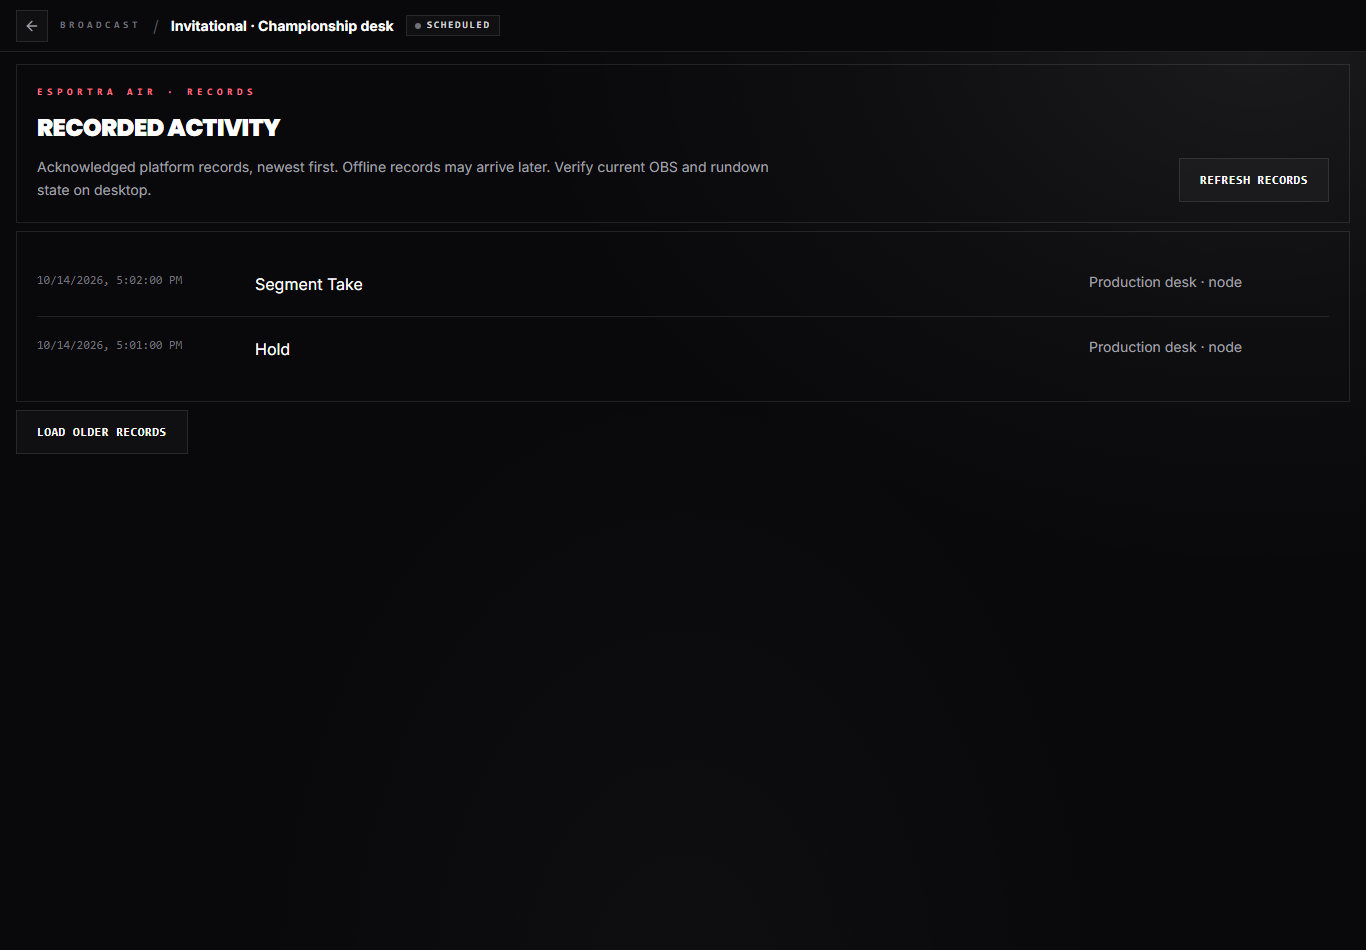 BROADCAST / Invitational · Championship desk SCHEDULED
ESPORTRA AIR · RECORDS
RECORDED ACTIVITY
Acknowledged platform records, newest first. Offline records may arrive later. Verify current OBS and rundown
state on desktop.
REFRESH RECORDS
10/14/2026, 5:02:00 PM Segment Take Production desk · node
10/14/2026, 5:01:00 PM Hold Production desk · node
LOAD OLDER RECORDS